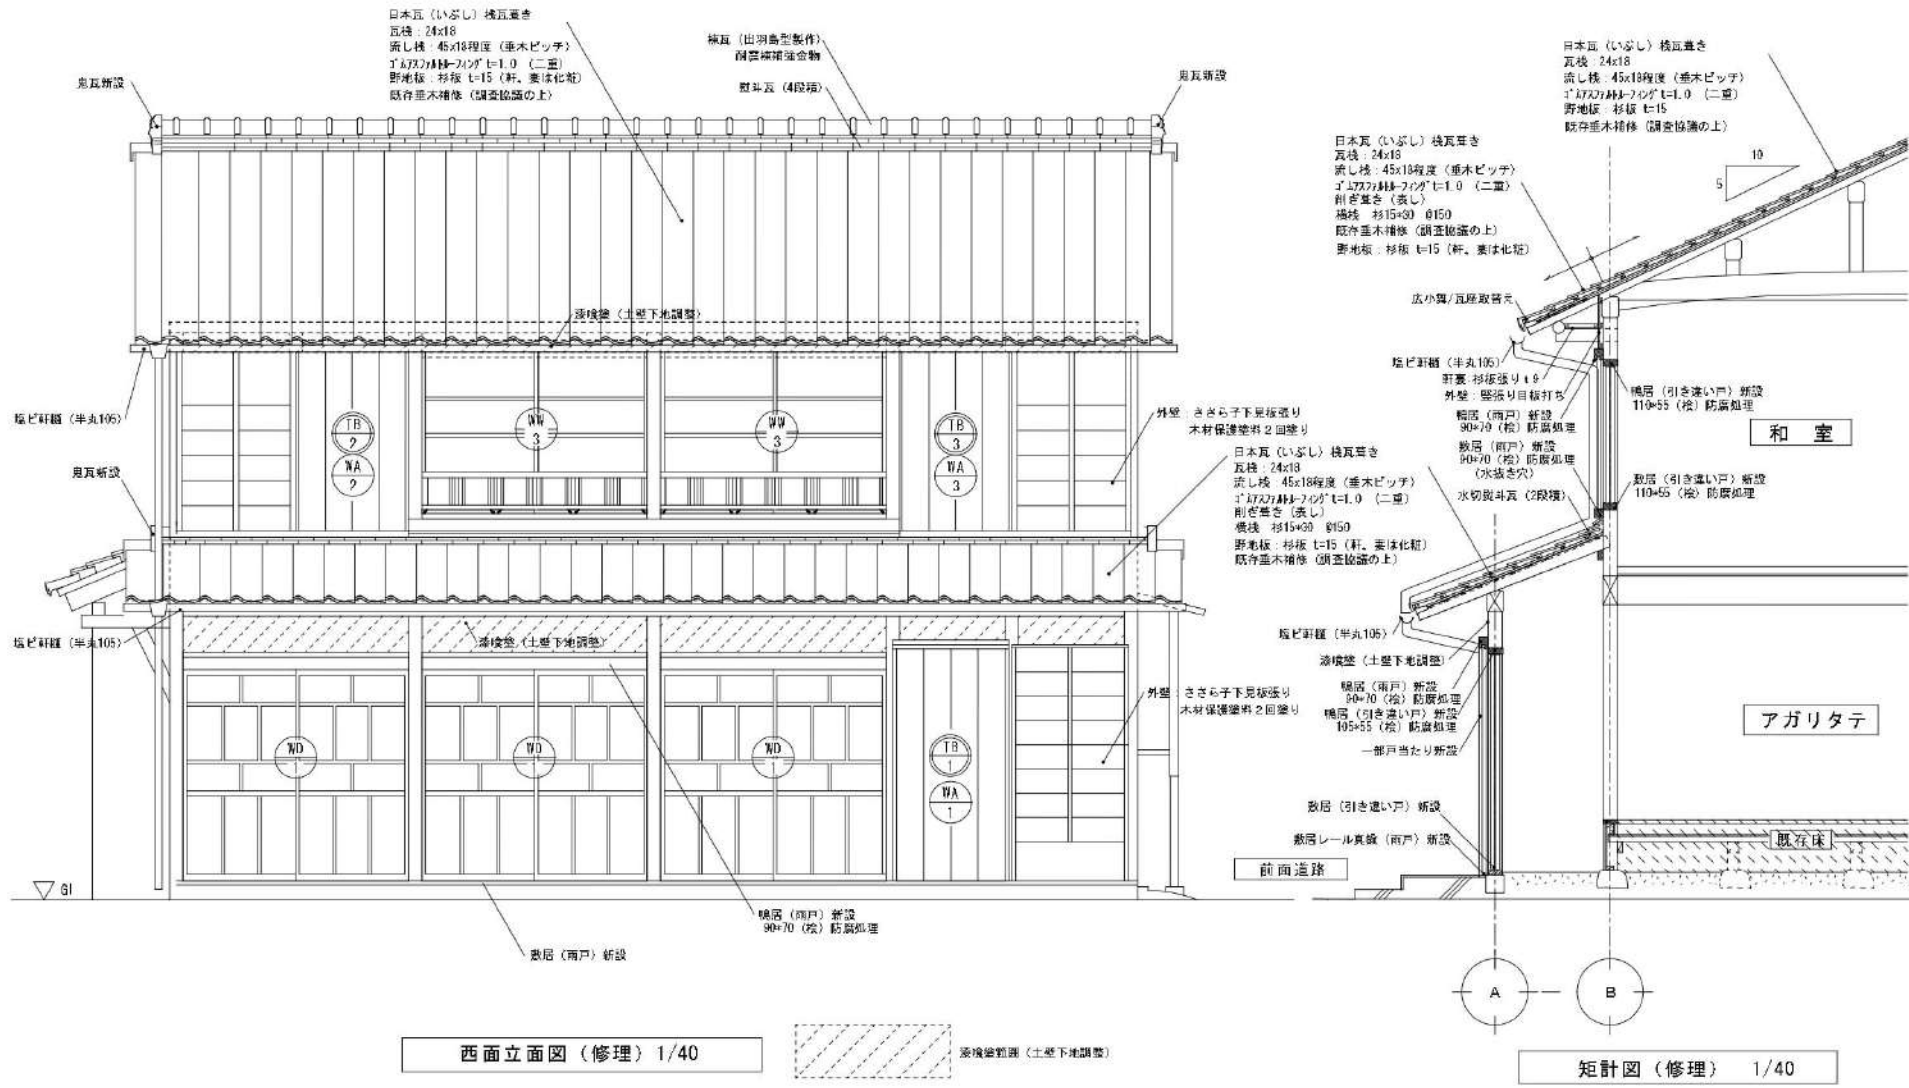 日本瓦（いぶし）桟瓦葺き
瓦桟：24x18
流し桟：45x18程度（垂木ピッチ）
ｺﾞﾑｱｽﾌｧﾙﾄﾙｰﾌｨﾝｸﾞt=1.0 （二重）
野地板：杉板 t=15（軒、妻は化粧）
既存垂木補修（調査協議の上）
棟瓦（出羽島型製作）
耐震棟補強金物
熨斗瓦（4段積）
鬼瓦新設
鬼瓦新設
漆喰塗（土壁下地調整）
塩ビ軒樋（半丸105）
鬼瓦新設
塩ビ軒樋（半丸105）
TB
2
WA
2
WW
3
WW
3
TB
3
WA
3
外壁：ささら子下見板張り
木材保護塗料２回塗り
日本瓦（いぶし）桟瓦葺き
瓦桟：24x18
流し桟：45x18程度（垂木ピッチ）
ｺﾞﾑｱｽﾌｧﾙﾄﾙｰﾌｨﾝｸﾞt=1.0 （二重）
削ぎ葺き（表し）
横桟 杉15*30 @150
野地板：杉板 t=15（軒、妻は化粧）
既存垂木補修（調査協議の上）
漆喰塗（土壁下地調整）
WD
1
WD
1
WD
1
TB
1
WA
1
外壁：ささら子下見板張り
木材保護塗料２回塗り
GL
鴨居（雨戸）新設
90*70（桧）防腐処理
敷居（雨戸）新設
西面立面図（修理）1/40
漆喰塗範囲（土壁下地調整）
日本瓦（いぶし）桟瓦葺き
瓦桟：24x18
流し桟：45x18程度（垂木ピッチ）
ｺﾞﾑｱｽﾌｧﾙﾄﾙｰﾌｨﾝｸﾞt=1.0 （二重）
野地板：杉板 t=15
既存垂木補修（調査協議の上）
日本瓦（いぶし）桟瓦葺き
瓦桟：24x18
流し桟：45x18程度（垂木ピッチ）
ｺﾞﾑｱｽﾌｧﾙﾄﾙｰﾌｨﾝｸﾞt=1.0 （二重）
削ぎ葺き（表し）
横桟 杉15*30 @150
既存垂木補修（調査協議の上）
野地板：杉板 t=15（軒、妻は化粧）
10
5
広小舞/瓦座取替え
塩ビ軒樋（半丸105）
軒裏 杉板張り t9
外壁：竪張り目板打ち
鴨居（雨戸）新設
90*70（桧）防腐処理
敷居（雨戸）新設
90*70（桧）防腐処理
（水抜き穴）
水切熨斗瓦（2段積）
鴨居（引き違い戸）新設
110*55（桧）防腐処理
和 室
敷居（引き違い戸）新設
110*55（桧）防腐処理
塩ビ軒樋（半丸105）
漆喰塗（土壁下地調整）
鴨居（雨戸）新設
90*70（桧）防腐処理
鴨居（引き違い戸）新設
105*55（桧）防腐処理
一部戸当たり新設
アガリタテ
敷居（引き違い戸）新設
敷居レール真鍮（雨戸）新設
前面道路
既存床
A
B
矩計図（修理） 1/40